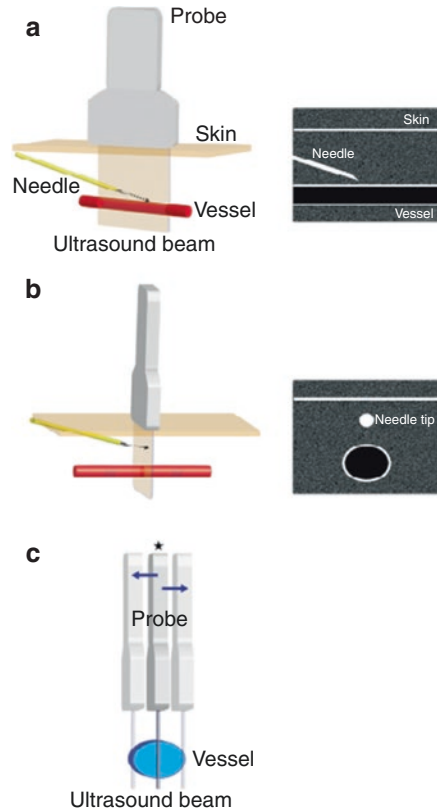 a
Probe
Skin
Needle
Vessel
Ultrasound beam
Skin
Needle
Vessel
b
Needle tip
c
Probe
Vessel
Ultrasound beam